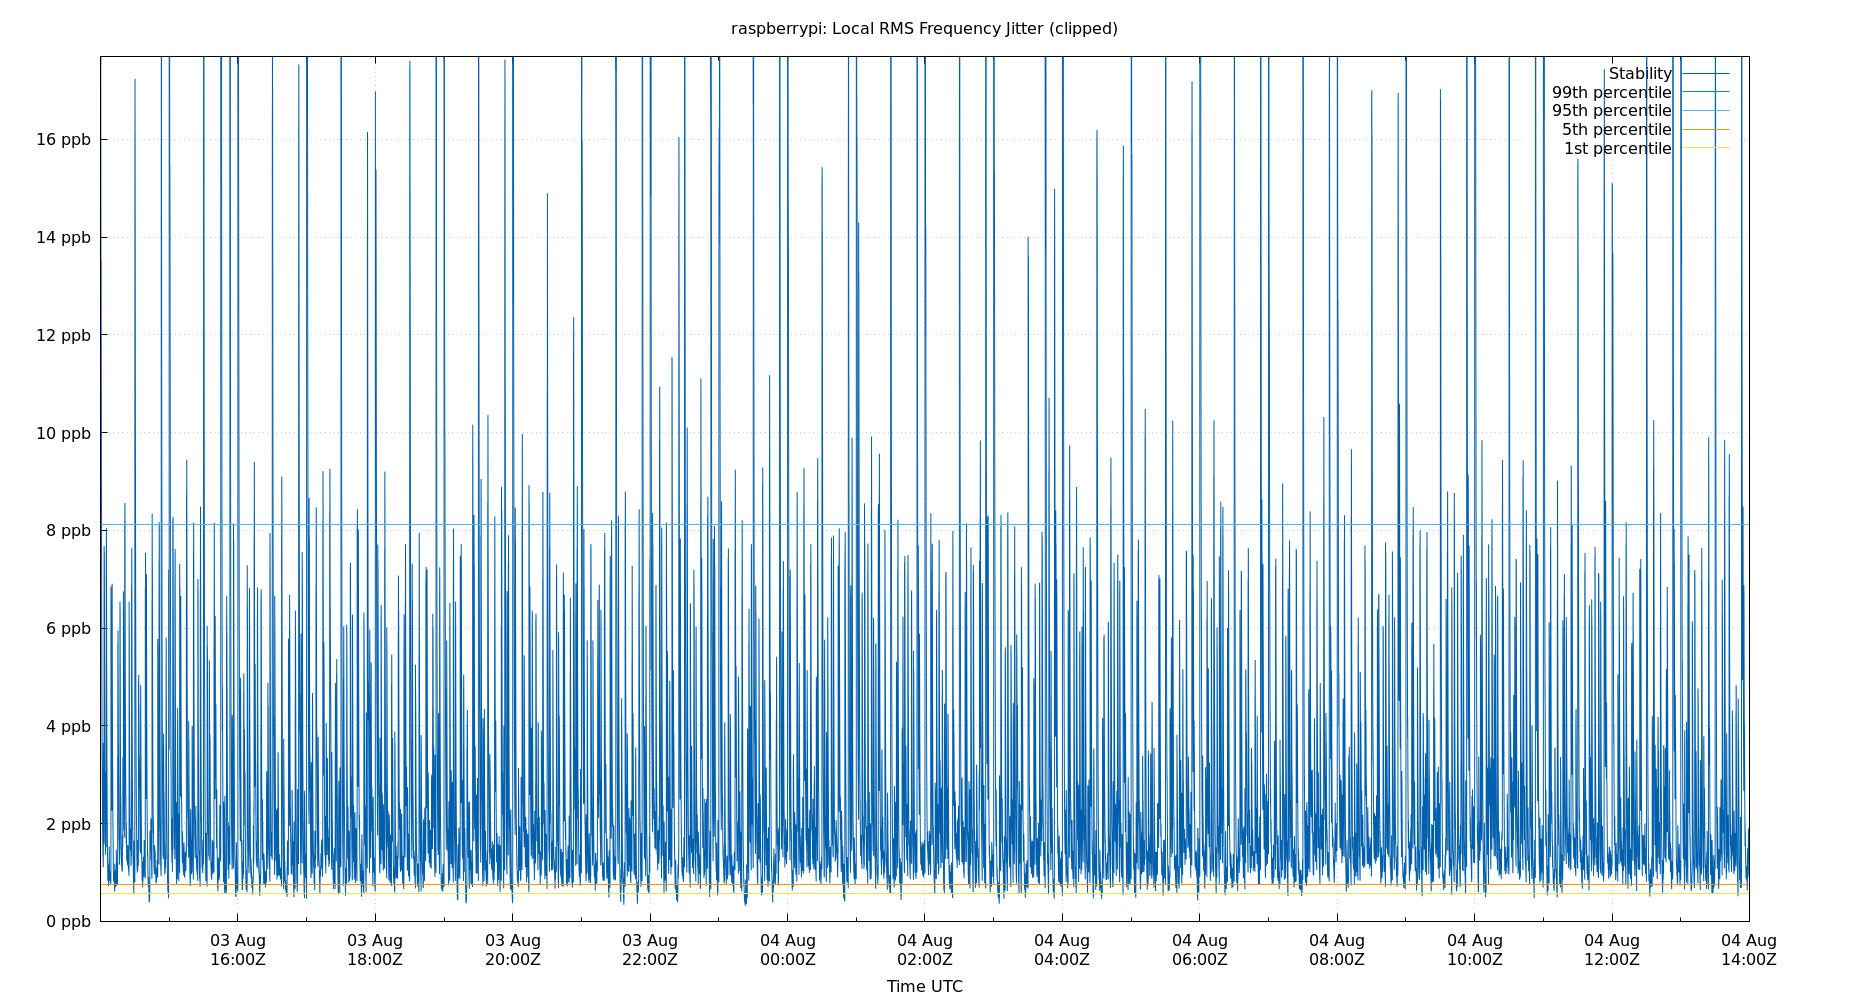 raspberrypi: Local RMS Frequency Jitter (clipped)
Stability
99th percentile
95th percentile
5th percentile
1st percentile
16 ppb
14 ppb
12 ppb
10 ppb
8 ppb
6 ppb
4 ppb
2 ppb
0 ppb
03 Aug 03 Aug 03 Aug 03 Aug 04 Aug 04 Aug 04 Aug 04 Aug 04 Aug 04 Aug 04 Aug 04 Aug
16:00Z 18:00Z 20:00Z 22:00Z 00:00Z 02:00Z 04:00Z 06:00Z 08:00Z 10:00Z 12:00Z 14:00Z
Time UTC